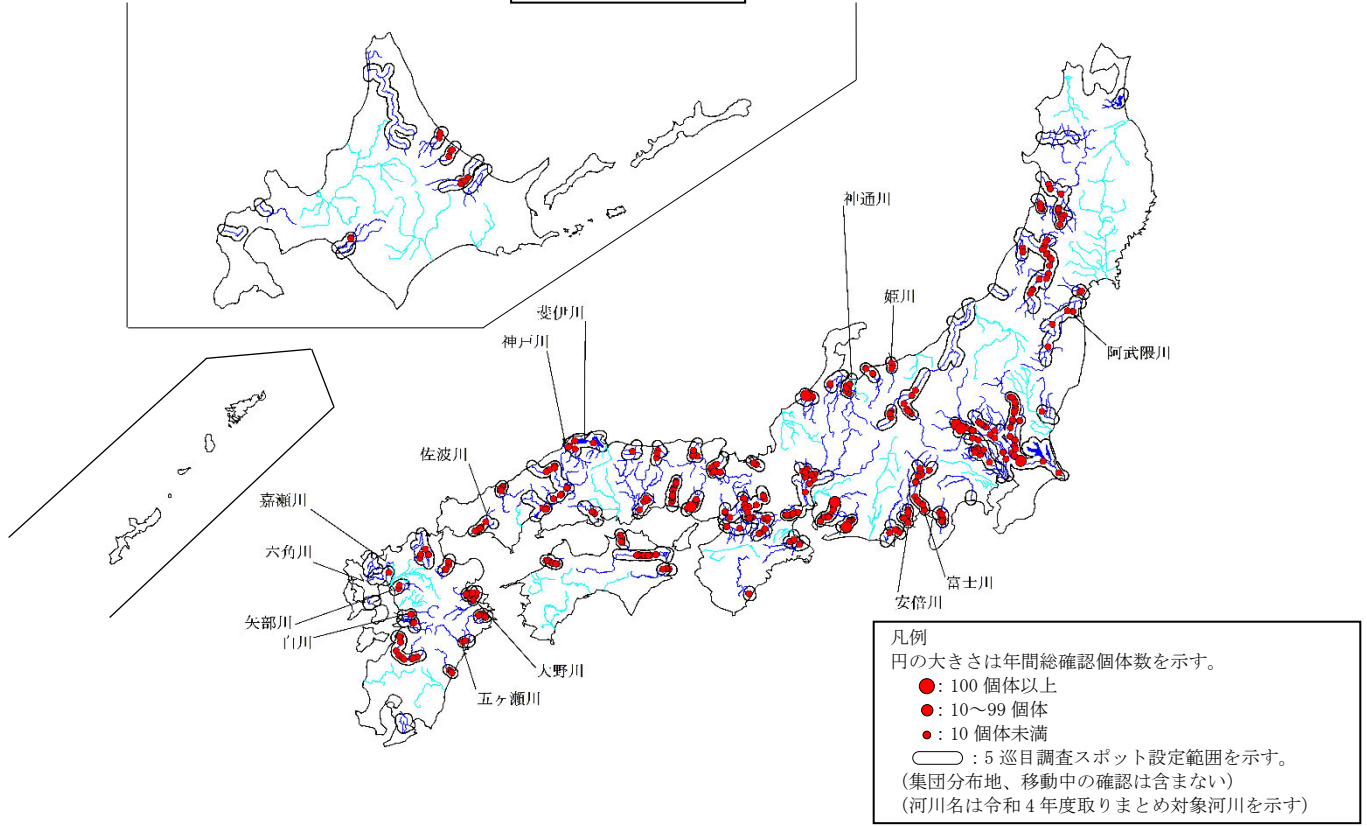 神通川
姫川
斐伊川
神戸川
阿武隈川
佐波川
嘉瀬川
六角川
矢部川
白川
大野川
五ヶ瀬川
富士川
安倍川
凡例
円の大きさは年間総確認個体数を示す。
：100 個体以上
：10～99 個体
：10 個体未満
：5 巡目調査スポット設定範囲を示す。
(集団分布地、移動中の確認は含まない)
(河川名は令和 4 年度取りまとめ対象河川を示す)